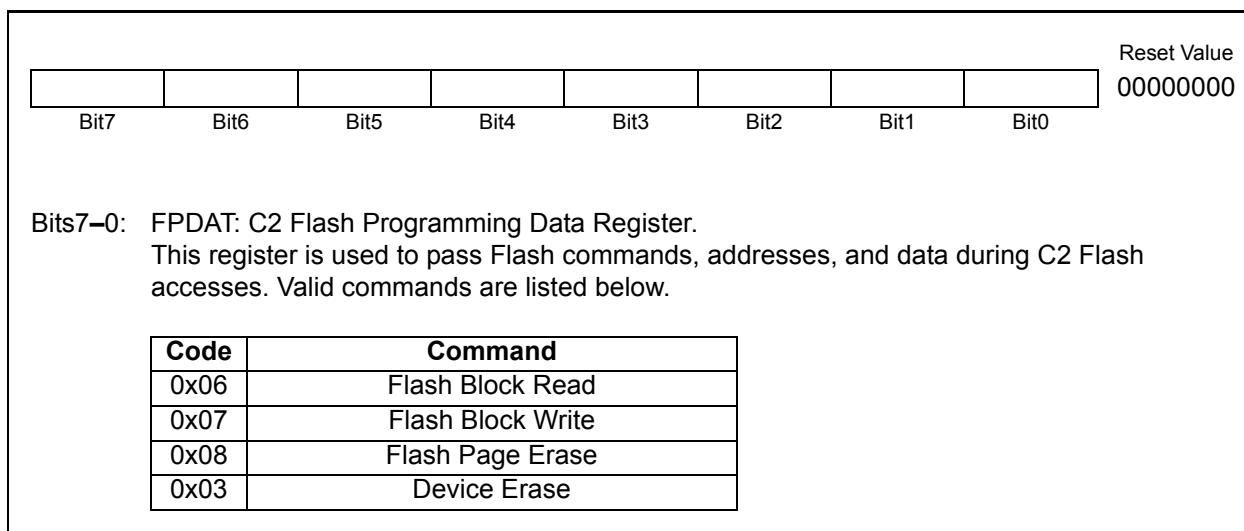 Reset Value
00000000
Bit7 Bit6 Bit5 Bit4 Bit3 Bit2 Bit1 Bit0
Bits7–0: FPDAT: C2 Flash Programming Data Register.
This register is used to pass Flash commands, addresses, and data during C2 Flash
accesses. Valid commands are listed below.
Code Command
0x06 Flash Block Read
0x07 Flash Block Write
0x08 Flash Page Erase
0x03 Device Erase